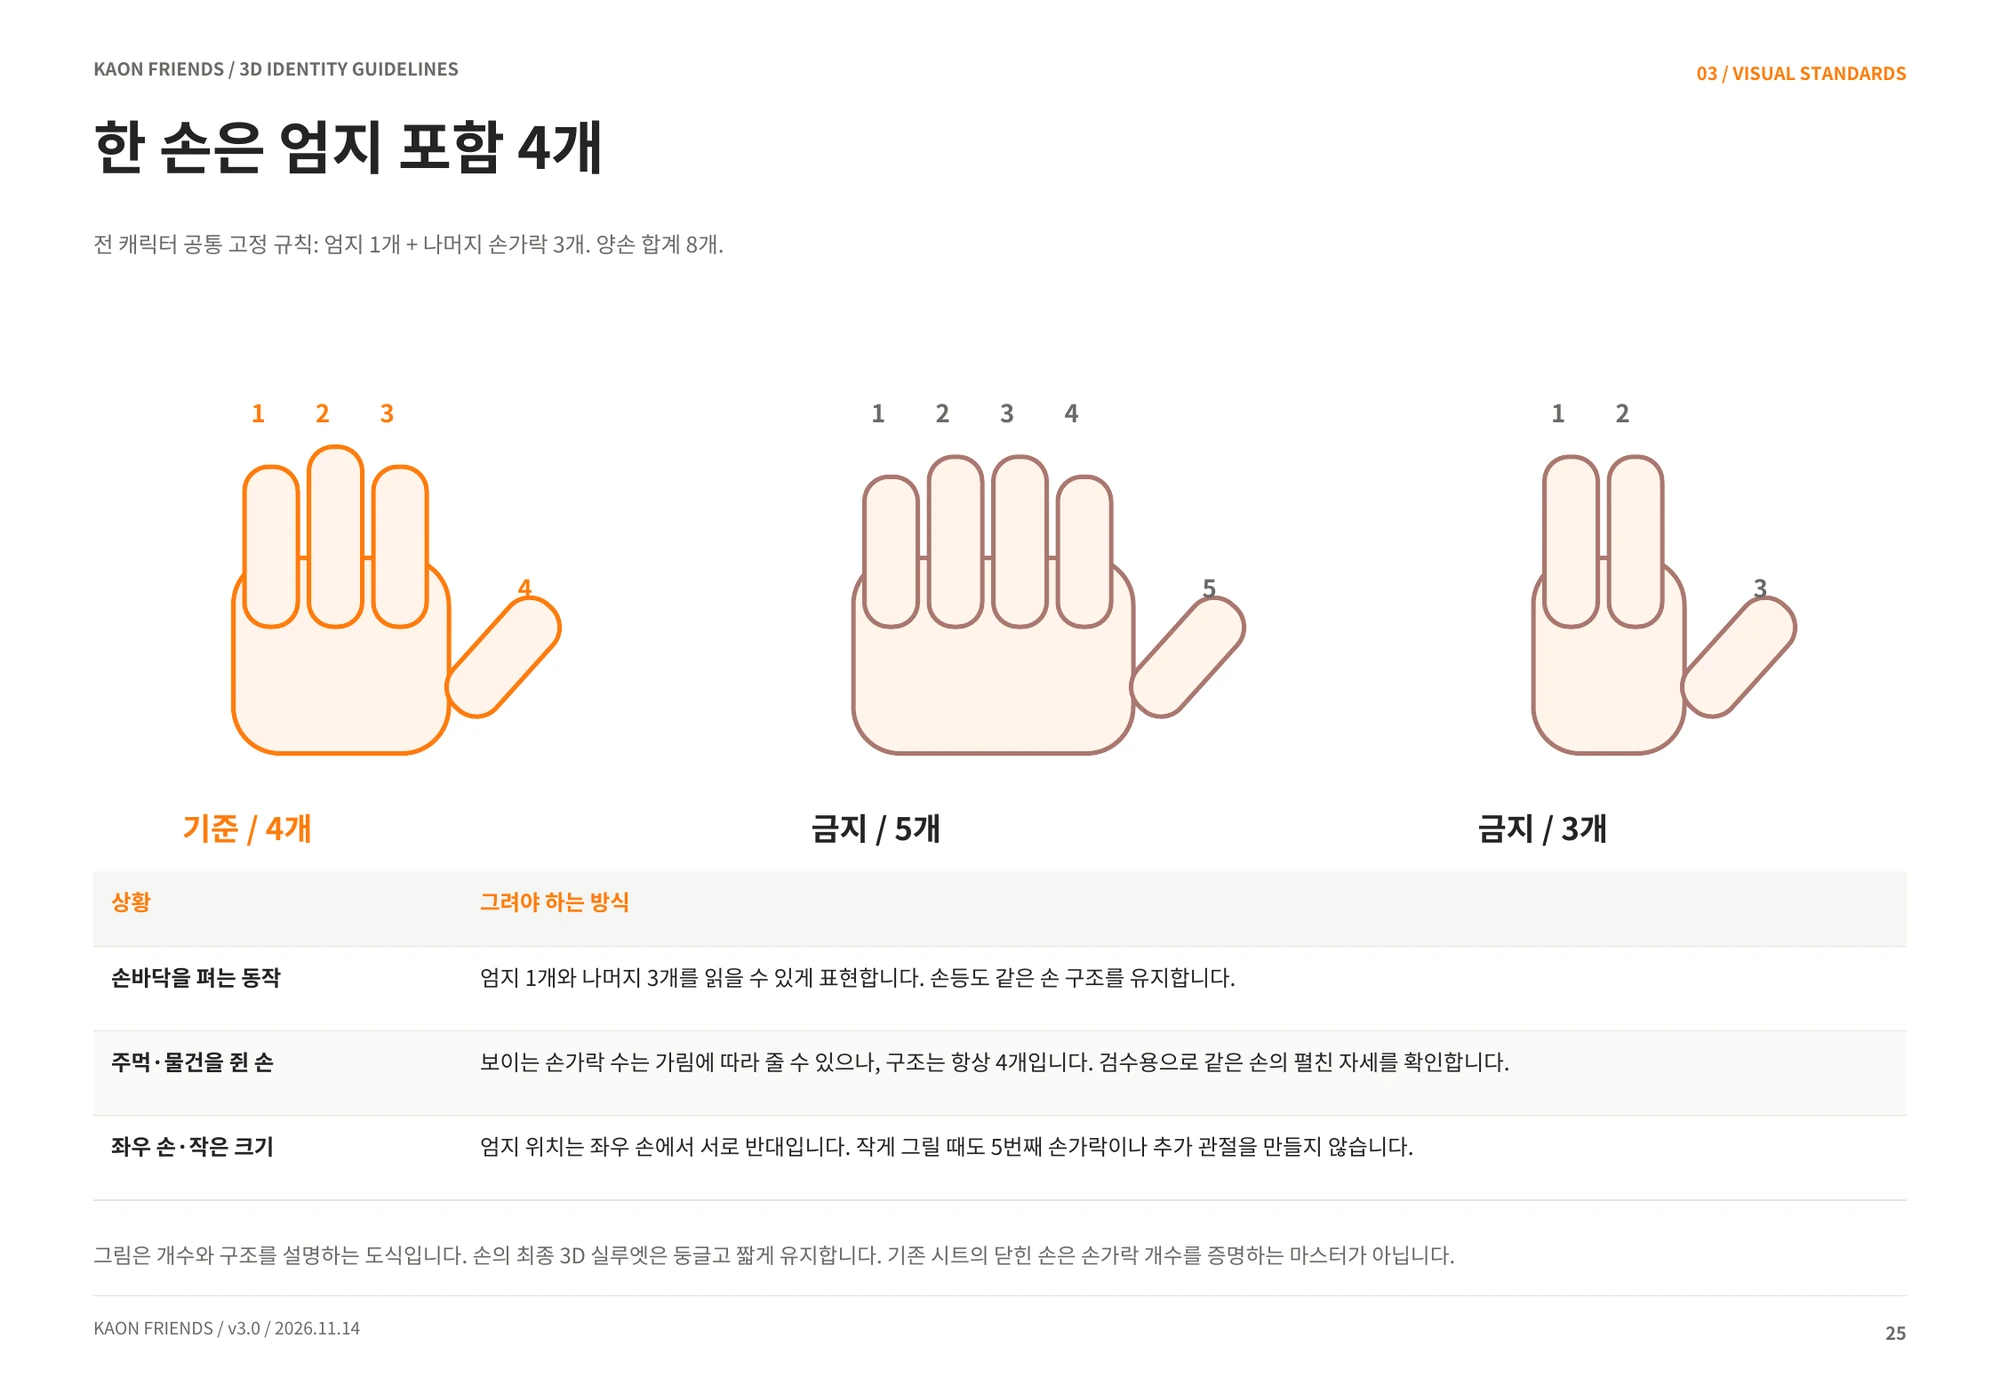 KAON FRIENDS / 3D IDENTITY GUIDELINES
03 / VISUAL STANDARDS
한 손은 엄지 포함 4개
전 캐릭터 공통 고정 규칙: 엄지 1개 + 나머지 손가락 3개. 양손 합계 8개.
1 2 3
4
1 2 3 4
5
1 2
3
기준 / 4개
금지 / 5개
금지 / 3개
상황 그려야 하는 방식
손바닥을 펴는 동작 엄지 1개와 나머지 3개를 읽을 수 있게 표현합니다. 손등도 같은 손 구조를 유지합니다.
주먹·물건을 쥔 손 보이는 손가락 수는 가림에 따라 줄 수 있으나, 구조는 항상 4개입니다. 검수용으로 같은 손의 펼친 자세를 확인합니다.
좌우 손·작은 크기 엄지 위치는 좌우 손에서 서로 반대입니다. 작게 그릴 때도 5번째 손가락이나 추가 관절을 만들지 않습니다.
그림은 개수와 구조를 설명하는 도식입니다. 손의 최종 3D 실루엣은 둥글고 짧게 유지합니다. 기존 시트의 닫힌 손은 손가락 개수를 증명하는 마스터가 아닙니다.
KAON FRIENDS / v3.0 / 2026.11.14
25